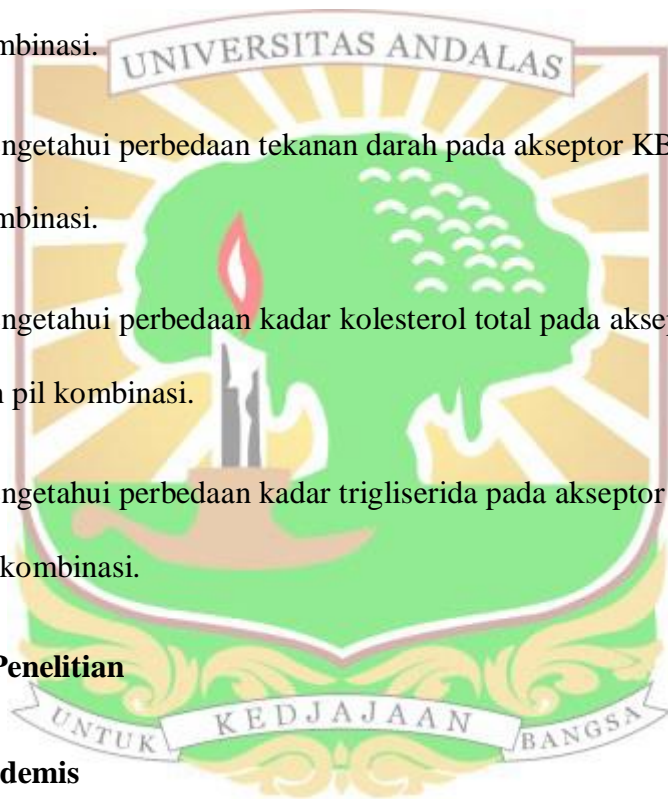 mbinasi.
UNIVERSITAS ANDALAS
ngetahui perbedaan tekanan darah pada akseptor KB
mbinasi.
ngetahui perbedaan kadar kolesterol total pada aksep
n pil kombinasi.
ngetahui perbedaan kadar trigliserida pada akseptor
kombinasi.
Penelitian
UNTUK KEDJAJAAN BANGSA
demis